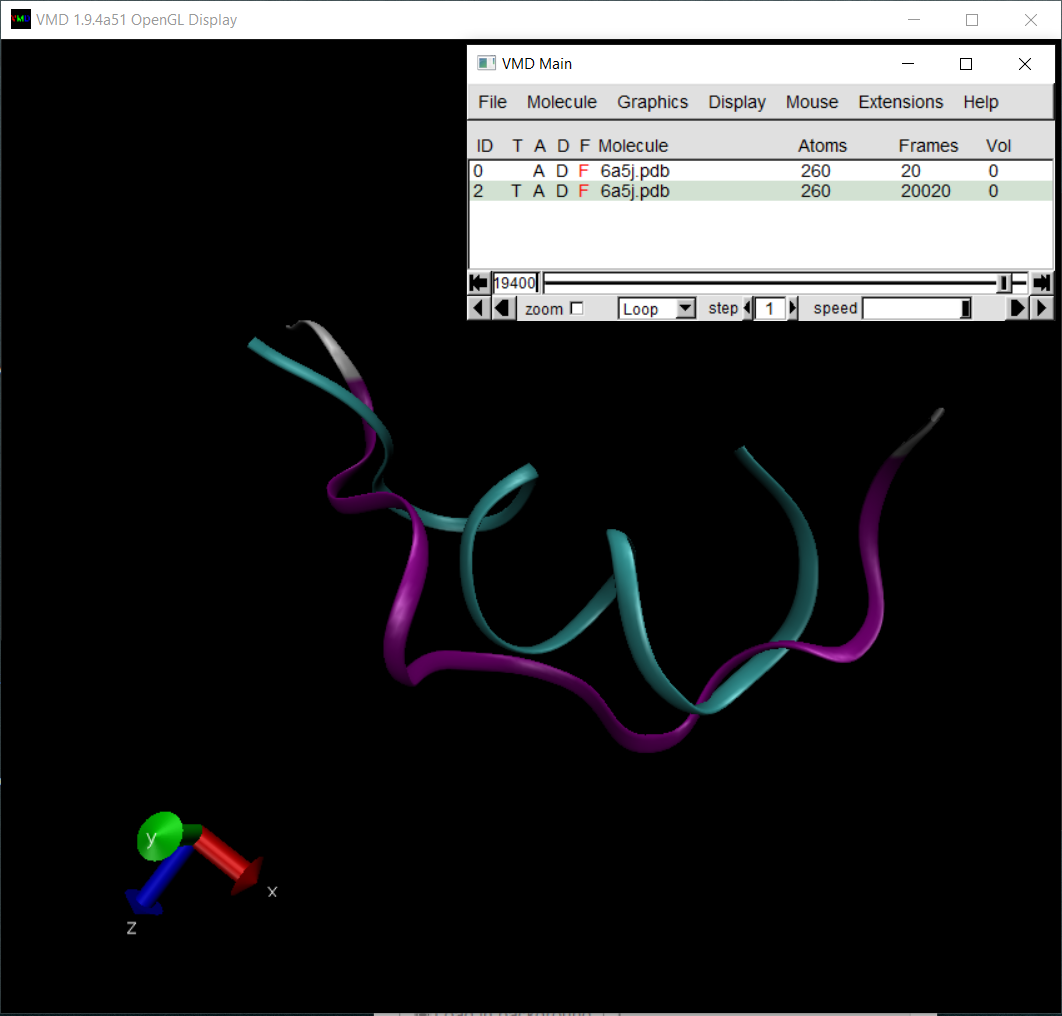 VMD VMD 1.9.4a51 OpenGL Display
VMD Main
File Molecule Graphics Display Mouse Extensions Help
ID T A D F Molecule Atoms Frames Vol
0 A D F 6a5j.pdb 260 20 0
2 T A D F 6a5j.pdb 260 20020 0
19400
zoom Loop step 1 speed
y
x
z